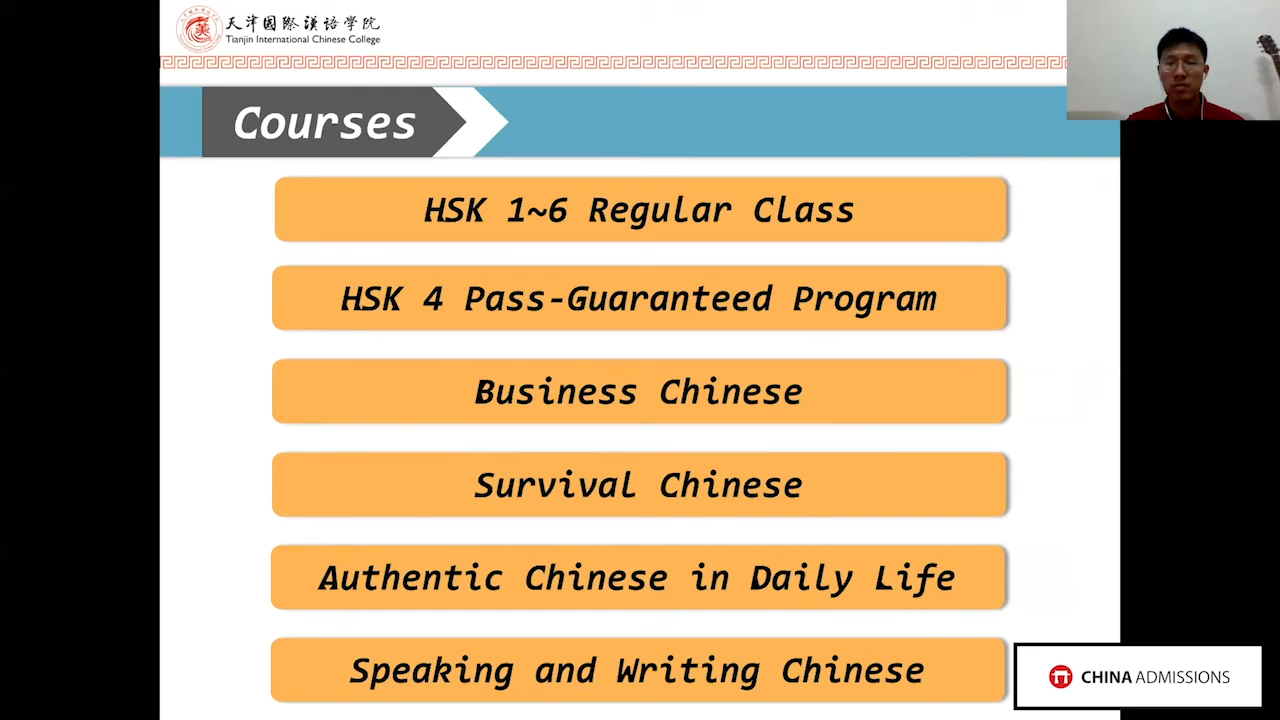 天津國際漢語學院
Tianjin International Chinese College
Courses
HSK 1~6 Regular Class
HSK 4 Pass-Guaranteed Program
Business Chinese
Survival Chinese
Authentic Chinese in Daily Life
Speaking and Writing Chinese
CHINA ADMISSIONS